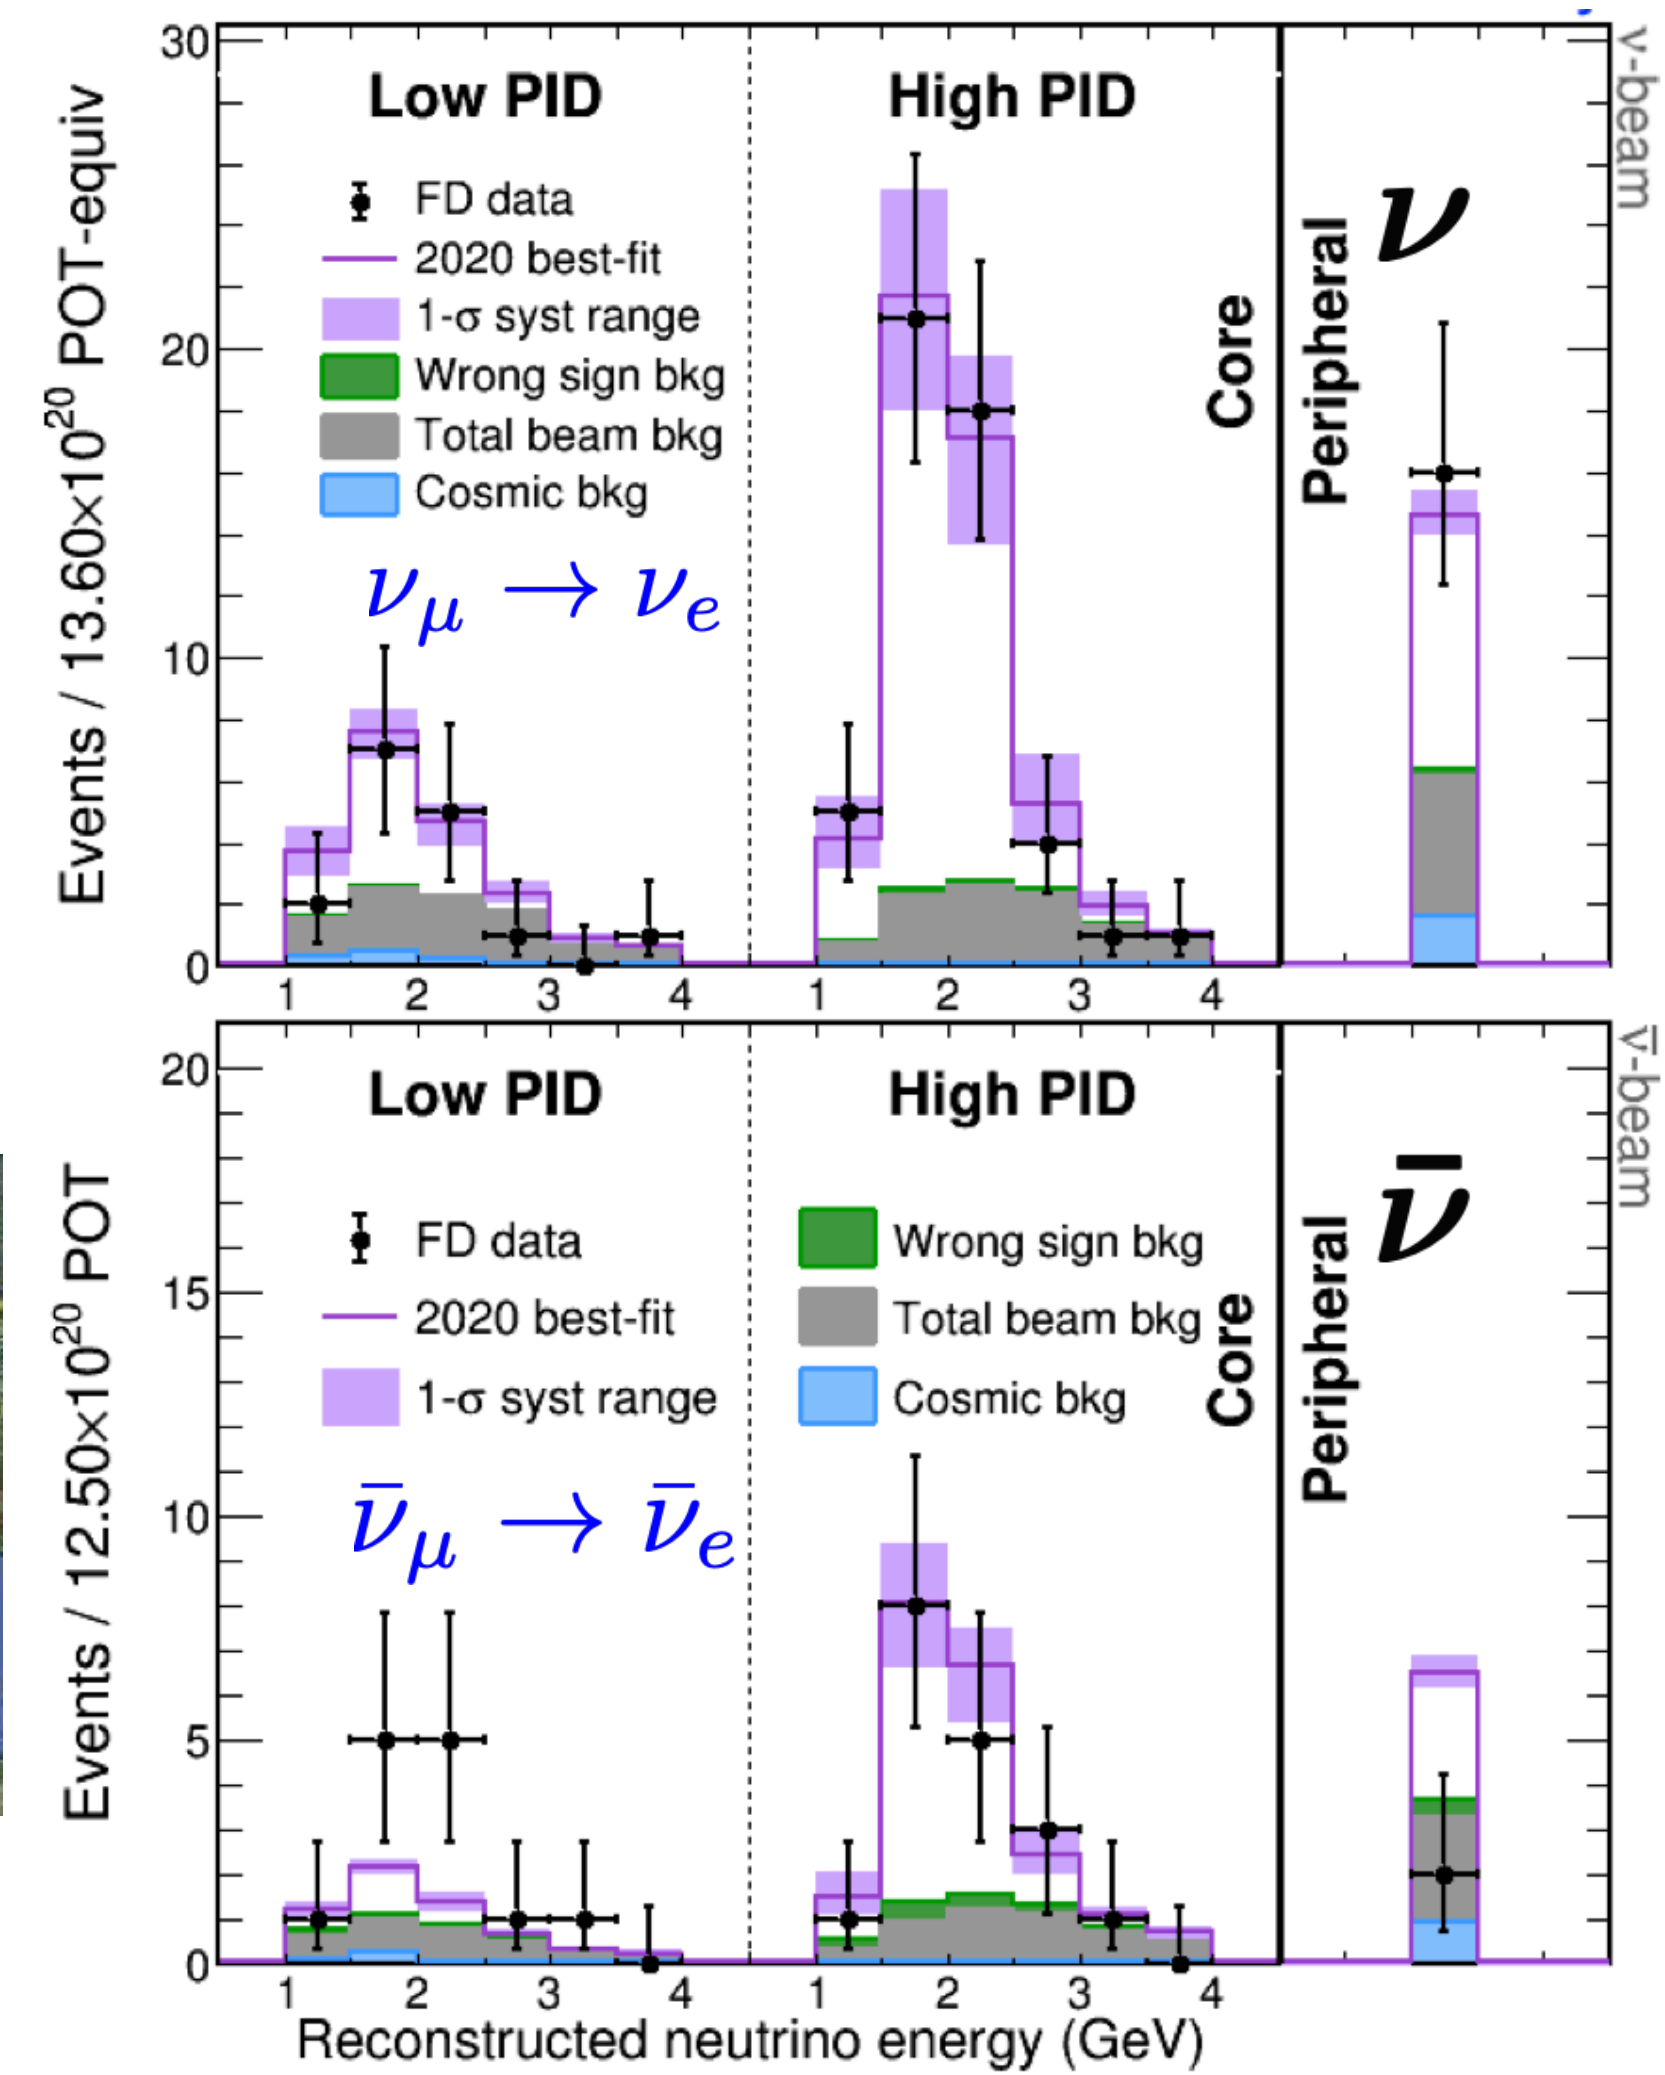 30
20
10
0
Events / 13.60×10²⁰ POT-equiv
Low PID
High PID
FD data
2020 best-fit
1-σ syst range
Wrong sign bkg
Total beam bkg
Cosmic bkg
ν_μ → ν_e
Core
Peripheral
ν
ν-beam
1 2 3 4 1 2 3 4
20
15
10
5
0
Events / 12.50×10²⁰ POT
Low PID
High PID
FD data
2020 best-fit
1-σ syst range
Wrong sign bkg
Total beam bkg
Cosmic bkg
ν̄_μ → ν̄_e
Core
Peripheral
ν̄
ν̄-beam
1 2 3 4 1 2 3 4
Reconstructed neutrino energy (GeV)